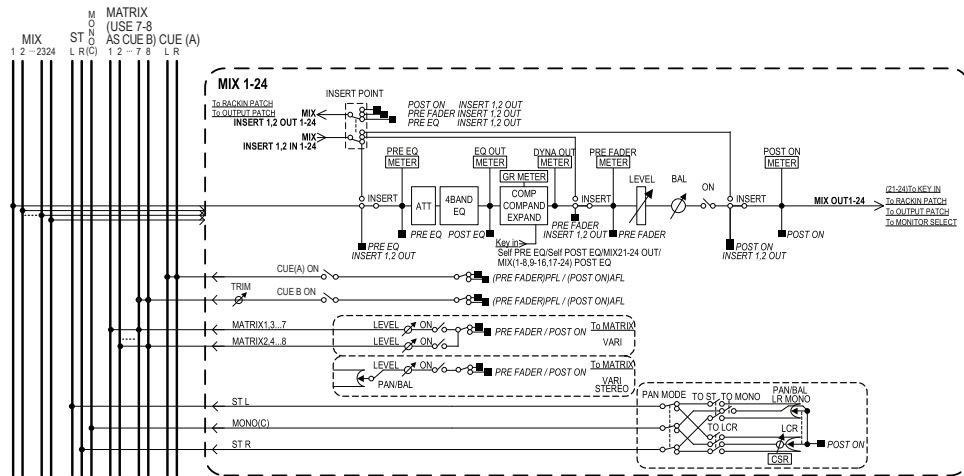 MIX
1 2 ··· 2324
ST
L R
MONO
(C)
MATRIX
(USE 7-8
AS CUE B)
1 2 ··· 7 8
CUE (A)
L R
MIX 1-24
INSERT POINT
To RACKIN PATCH
To OUTPUT PATCH
MIX
INSERT 1,2 OUT 1-24
MIX
INSERT 1,2 IN 1-24
POST ON INSERT 1,2 OUT
PRE FADER INSERT 1,2 OUT
PRE EQ INSERT 1,2 OUT
PRE EQ
METER
EQ OUT
METER
DYNA OUT
METER
PRE FADER
METER
POST ON
METER
GR METER
LEVEL
BAL
ON
INSERT
ATT
4BAND
EQ
COMP
COMPAND
EXPAND
INSERT
INSERT
MIX OUT1-24
(21-24)To KEY IN
To RACKIN PATCH
To OUTPUT PATCH
To MONITOR SELECT
PRE EQ
INSERT 1,2 OUT
PRE EQ
POST EQ
PRE FADER
INSERT 1,2 OUT
PRE FADER
POST ON
INSERT 1,2 OUT
POST ON
Key in
Self PRE EQ/Self POST EQ/MIX21-24 OUT/
MIX(1-8,9-16,17-24) POST EQ
CUE(A) ON
(PRE FADER)PFL / (POST ON)AFL
TRIM
CUE B ON
(PRE FADER)PFL / (POST ON)AFL
MATRIX1,3...7
LEVEL
ON
PRE FADER / POST ON
To MATRIX
VARI
MATRIX2,4...8
LEVEL
ON
LEVEL
ON
PAN/BAL
PRE FADER / POST ON
To MATRIX
VARI
STEREO
ST L
MONO(C)
ST R
PAN MODE
TO ST
TO MONO
PAN/BAL
LR MONO
TO LCR
LCR
CSR
POST ON